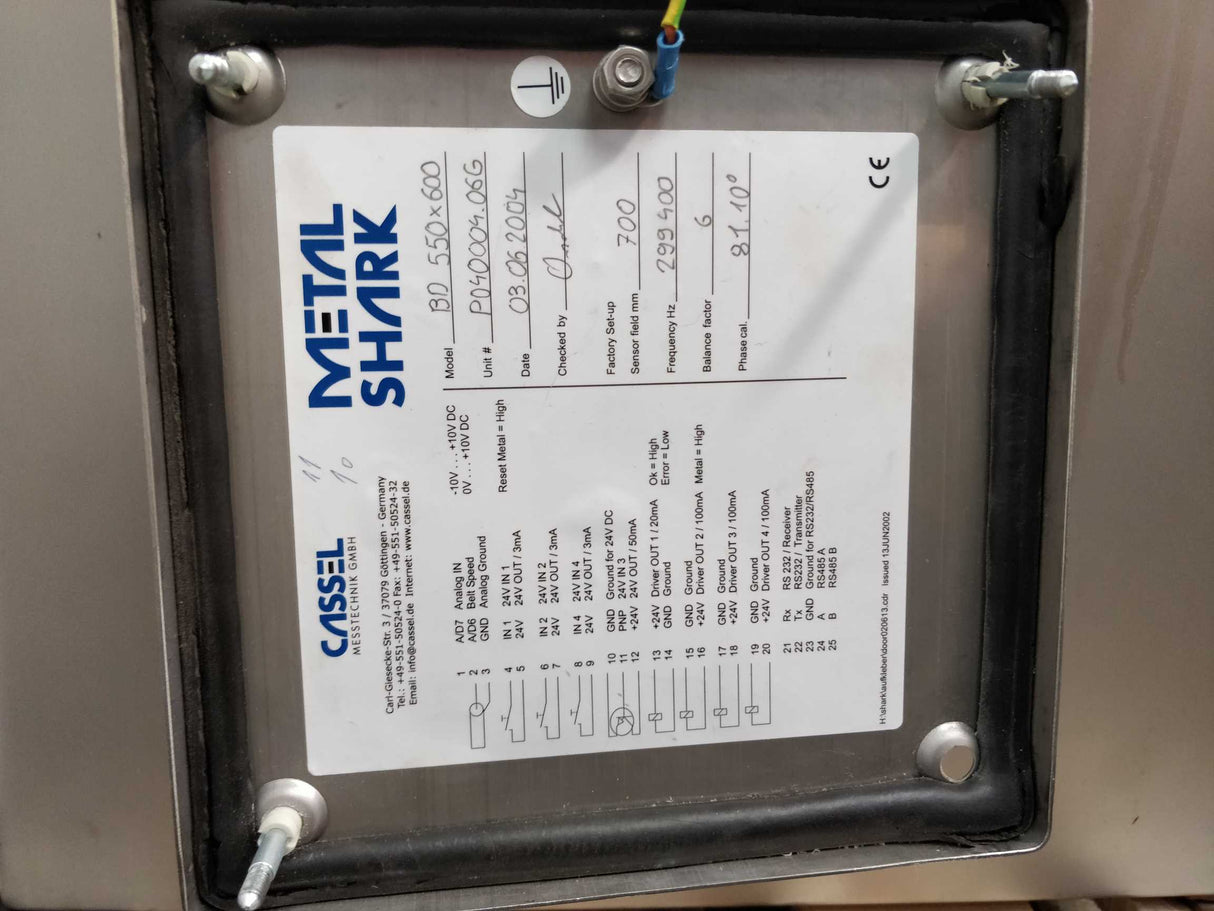 CASSEL
MESSTECHNIK GMBH
11
10
METAL
SHARK
Carl-Giesecke-Str. 3 / 37079 Göttingen - Germany
Tel.: +49-551-50524-0 Fax: +49-551-50524-32
Email: info@cassel.de Internet: www.cassel.de
1 A/D7 Analog IN -10V . . . +10V DC
2 A/D6 Belt Speed 0V . . . +10V DC
3 GND Analog Ground
4 IN 1 24V IN 1 Reset Metal = High
5 24V 24V OUT / 3mA
6 IN 2 24V IN 2
7 24V 24V OUT / 3mA
8 IN 4 24V IN 4
9 24V 24V OUT / 3mA
10 GND Ground for 24V DC
11 PNP 24V IN 3
12 +24V 24V OUT / 50mA
13 +24V Driver OUT 1 / 20mA Ok = High
14 GND Ground Error = Low
15 GND Ground
16 +24V Driver OUT 2 / 100mA Metal = High
17 GND Ground
18 +24V Driver OUT 3 / 100mA
19 GND Ground
20 +24V Driver OUT 4 / 100mA
21 Rx RS 232 / Receiver
22 Tx RS232 / Transmitter
23 GND Ground for RS232/RS485
24 A RS485 A
25 B RS485 B
Model BD 550x600
Unit # P040004.06G
Date 03.06.2004
Checked by
Factory Set-up
Sensor field mm 700
Frequency Hz 299400
Balance factor 6
Phase cal. 81.10°
H:\shark\aufkleber\door020613.cdr Issued 13JUN2002
CE